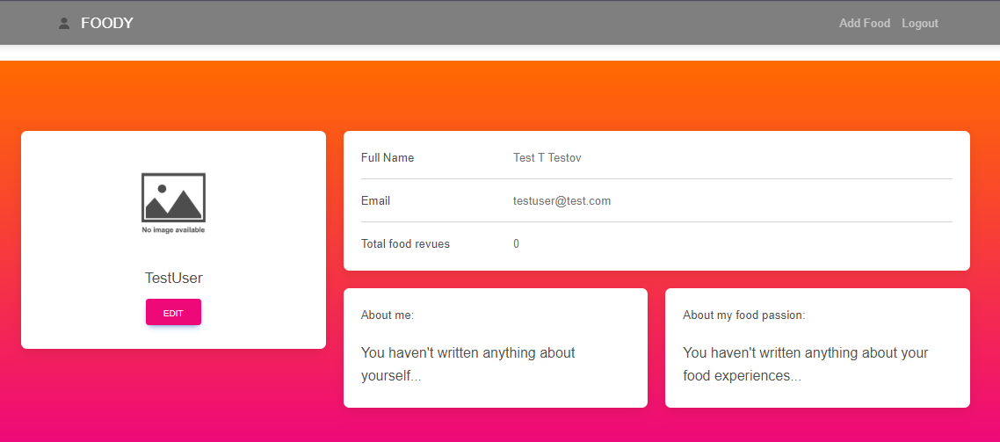 FOODY
Add Food Logout
No image available
TestUser
EDIT
Full Name Test T Testov
Email testuser@test.com
Total food revues 0
About me:
You haven't written anything about
yourself...
About my food passion:
You haven't written anything about your
food experiences...